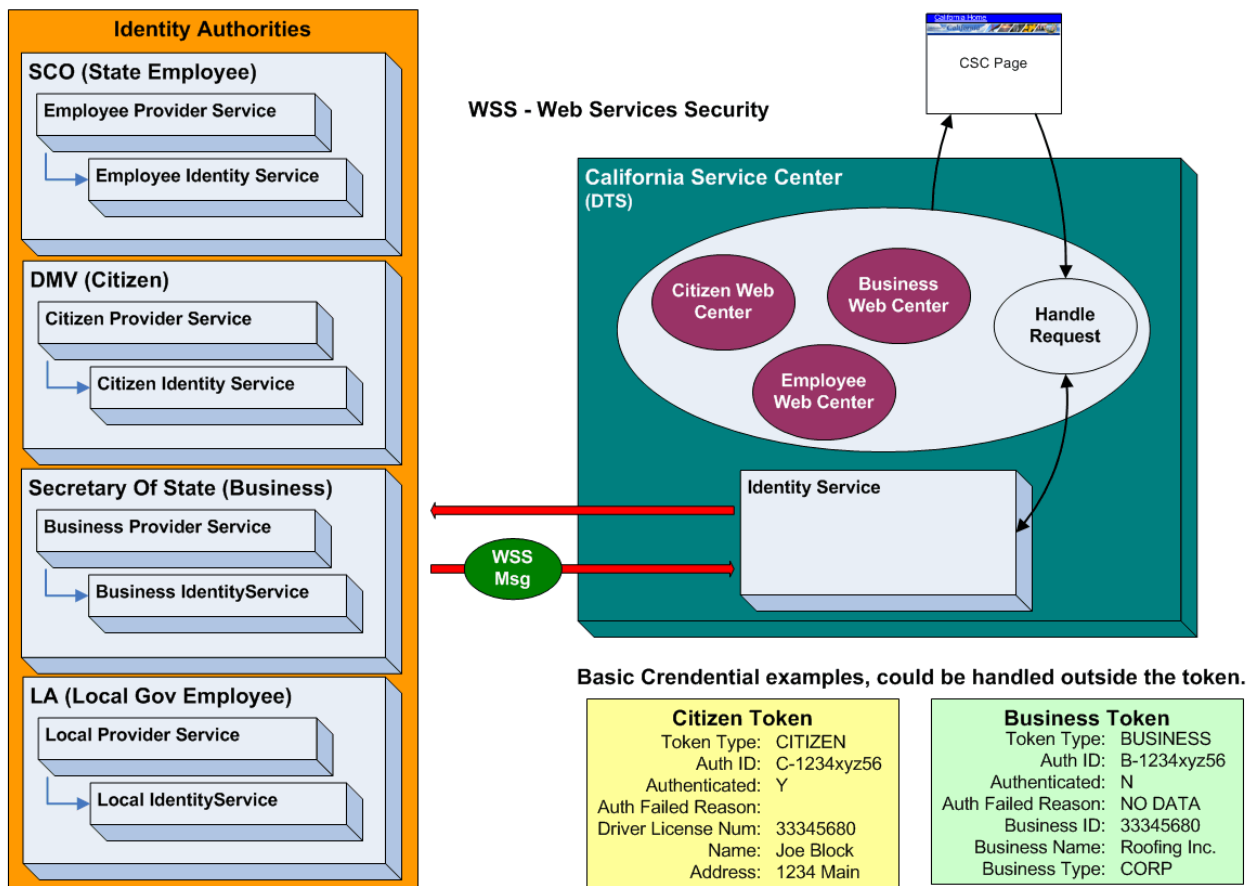 Identity Authorities
SCO (State Employee)
Employee Provider Service
Employee Identity Service
DMV (Citizen)
Citizen Provider Service
Citizen Identity Service
Secretary Of State (Business)
Business Provider Service
Business IdentityService
LA (Local Gov Employee)
Local Provider Service
Local IdentityService
WSS - Web Services Security
California Home
California
CSC Page
California Service Center
(DTS)
Citizen Web
Center
Business
Web Center
Employee
Web Center
Handle
Request
Identity Service
WSS
Msg
Basic Crendential examples, could be handled outside the token.
Citizen Token
Token Type: CITIZEN
Auth ID: C-1234xyz56
Authenticated: Y
Auth Failed Reason:
Driver License Num: 33345680
Name: Joe Block
Address: 1234 Main
Business Token
Token Type: BUSINESS
Auth ID: B-1234xyz56
Authenticated: N
Auth Failed Reason: NO DATA
Business ID: 33345680
Business Name: Roofing Inc.
Business Type: CORP